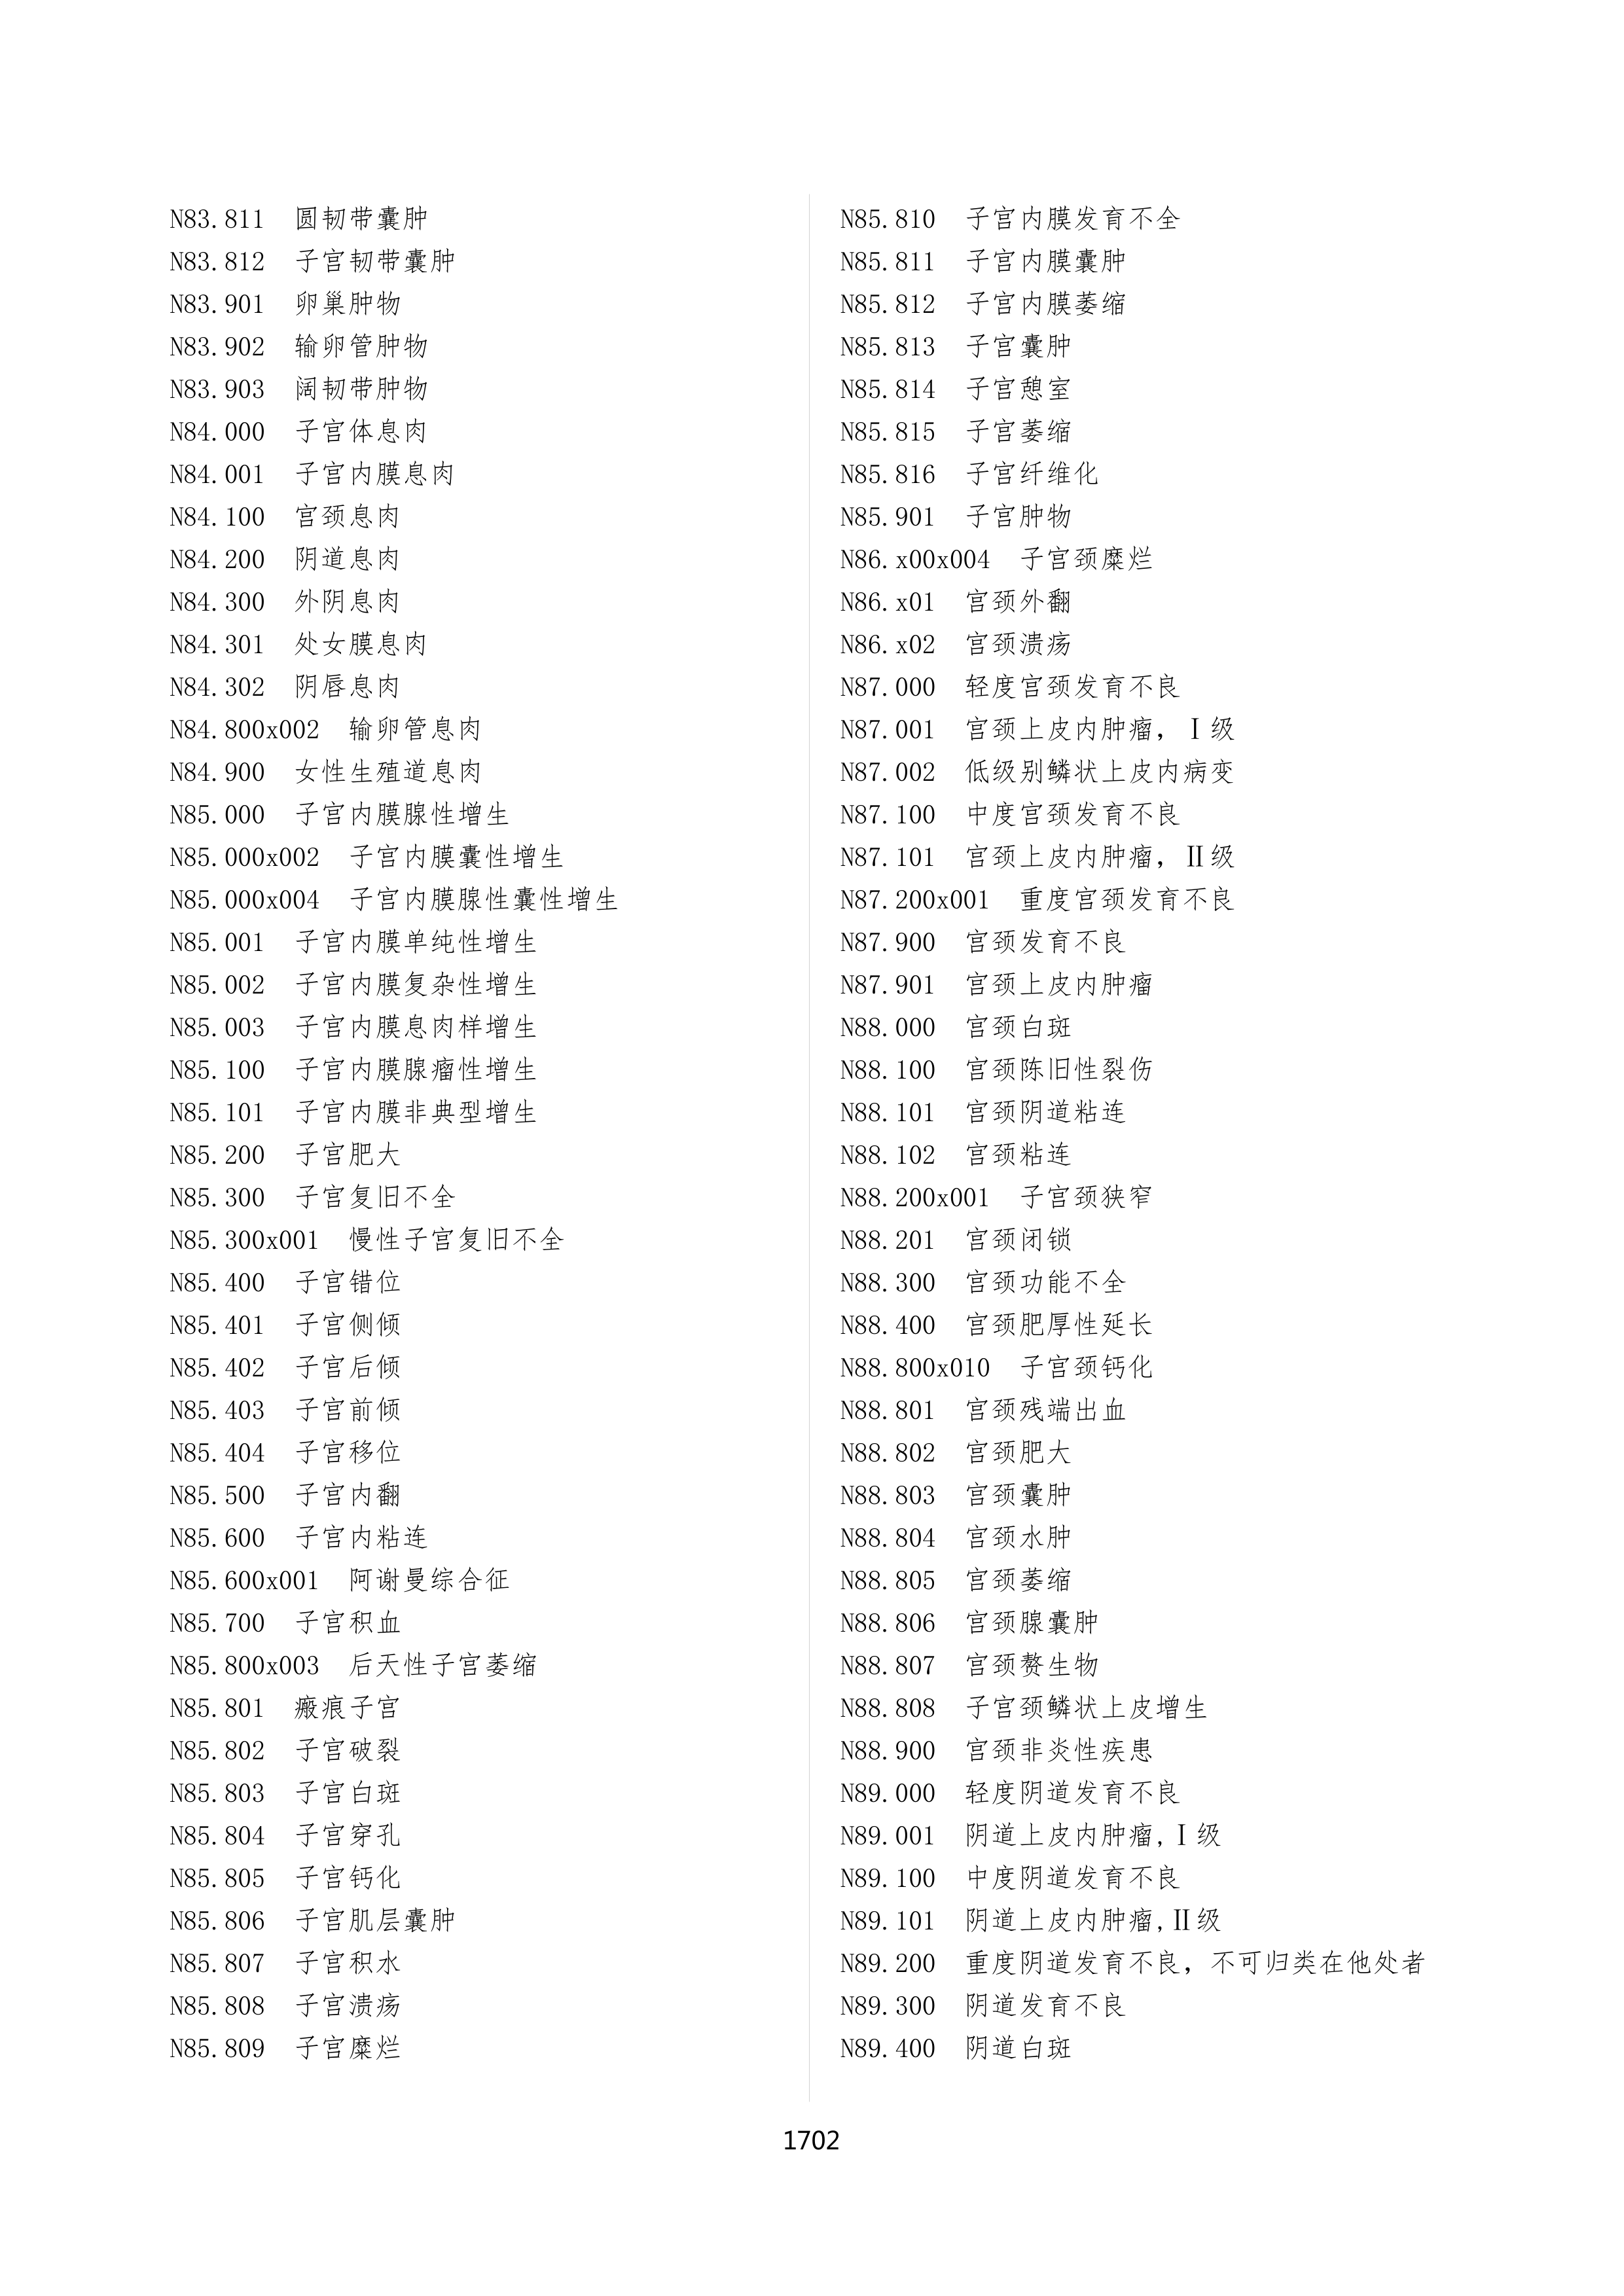 N83.811 圆韧带囊肿
N83.812 子宫韧带囊肿
N83.901 卵巢肿物
N83.902 输卵管肿物
N83.903 阔韧带肿物
N84.000 子宫体息肉
N84.001 子宫内膜息肉
N84.100 宫颈息肉
N84.200 阴道息肉
N84.300 外阴息肉
N84.301 处女膜息肉
N84.302 阴唇息肉
N84.800x002 输卵管息肉
N84.900 女性生殖道息肉
N85.000 子宫内膜腺性增生
N85.000x002 子宫内膜囊性增生
N85.000x004 子宫内膜腺性囊性增生
N85.001 子宫内膜单纯性增生
N85.002 子宫内膜复杂性增生
N85.003 子宫内膜息肉样增生
N85.100 子宫内膜腺瘤性增生
N85.101 子宫内膜非典型增生
N85.200 子宫肥大
N85.300 子宫复旧不全
N85.300x001 慢性子宫复旧不全
N85.400 子宫错位
N85.401 子宫侧倾
N85.402 子宫后倾
N85.403 子宫前倾
N85.404 子宫移位
N85.500 子宫内翻
N85.600 子宫内粘连
N85.600x001 阿谢曼综合征
N85.700 子宫积血
N85.800x003 后天性子宫萎缩
N85.801 瘢痕子宫
N85.802 子宫破裂
N85.803 子宫白斑
N85.804 子宫穿孔
N85.805 子宫钙化
N85.806 子宫肌层囊肿
N85.807 子宫积水
N85.808 子宫溃疡
N85.809 子宫糜烂
N85.810 子宫内膜发育不全
N85.811 子宫内膜囊肿
N85.812 子宫内膜萎缩
N85.813 子宫囊肿
N85.814 子宫憩室
N85.815 子宫萎缩
N85.816 子宫纤维化
N85.901 子宫肿物
N86.x00x004 子宫颈糜烂
N86.x01 宫颈外翻
N86.x02 宫颈溃疡
N87.000 轻度宫颈发育不良
N87.001 宫颈上皮内肿瘤，Ⅰ级
N87.002 低级别鳞状上皮内病变
N87.100 中度宫颈发育不良
N87.101 宫颈上皮内肿瘤，Ⅱ级
N87.200x001 重度宫颈发育不良
N87.900 宫颈发育不良
N87.901 宫颈上皮内肿瘤
N88.000 宫颈白斑
N88.100 宫颈陈旧性裂伤
N88.101 宫颈阴道粘连
N88.102 宫颈粘连
N88.200x001 子宫颈狭窄
N88.201 宫颈闭锁
N88.300 宫颈功能不全
N88.400 宫颈肥厚性延长
N88.800x010 子宫颈钙化
N88.801 宫颈残端出血
N88.802 宫颈肥大
N88.803 宫颈囊肿
N88.804 宫颈水肿
N88.805 宫颈萎缩
N88.806 宫颈腺囊肿
N88.807 宫颈赘生物
N88.808 子宫颈鳞状上皮增生
N88.900 宫颈非炎性疾患
N89.000 轻度阴道发育不良
N89.001 阴道上皮内肿瘤,Ⅰ级
N89.100 中度阴道发育不良
N89.101 阴道上皮内肿瘤,Ⅱ级
N89.200 重度阴道发育不良，不可归类在他处者
N89.300 阴道发育不良
N89.400 阴道白斑
1702